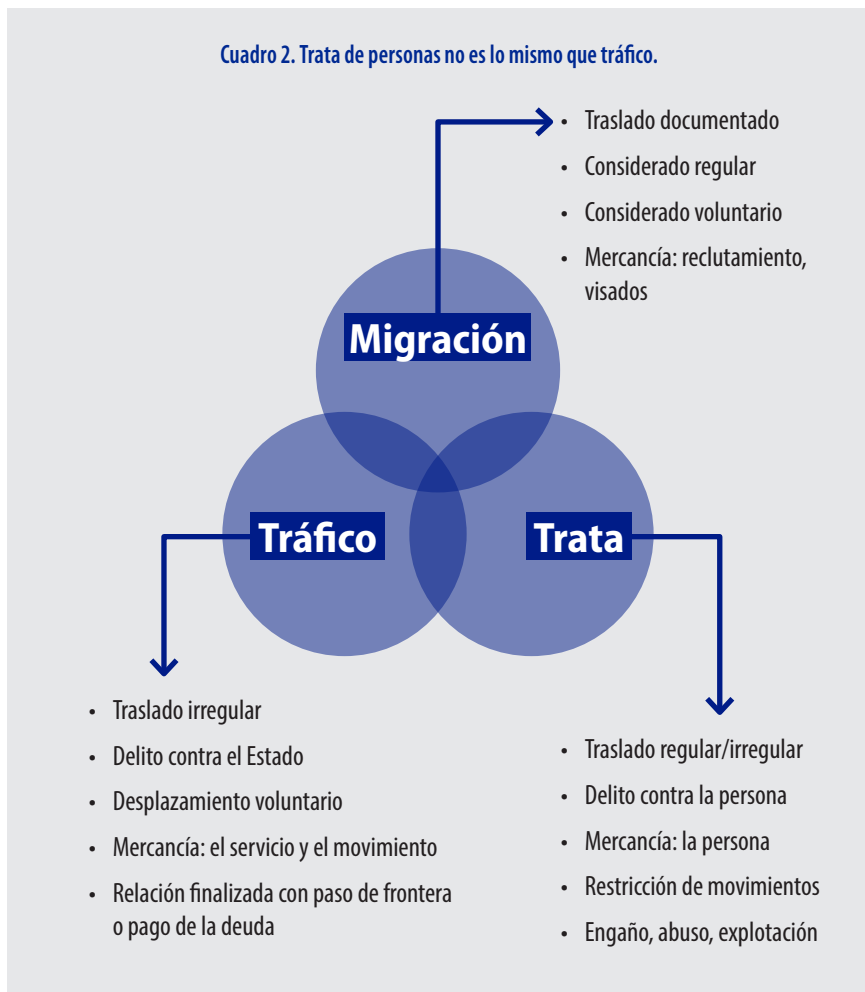 Cuadro 2. Trata de personas no es lo mismo que tráfico.
• Traslado documentado
• Considerado regular
• Considerado voluntario
• Mercancía: reclutamiento,
visados
Migración
Tráfico
Trata
• Traslado irregular
• Delito contra el Estado
• Desplazamiento voluntario
• Mercancía: el servicio y el movimiento
• Relación finalizada con paso de frontera
o pago de la deuda
• Traslado regular/irregular
• Delito contra la persona
• Mercancía: la persona
• Restricción de movimientos
• Engaño, abuso, explotación